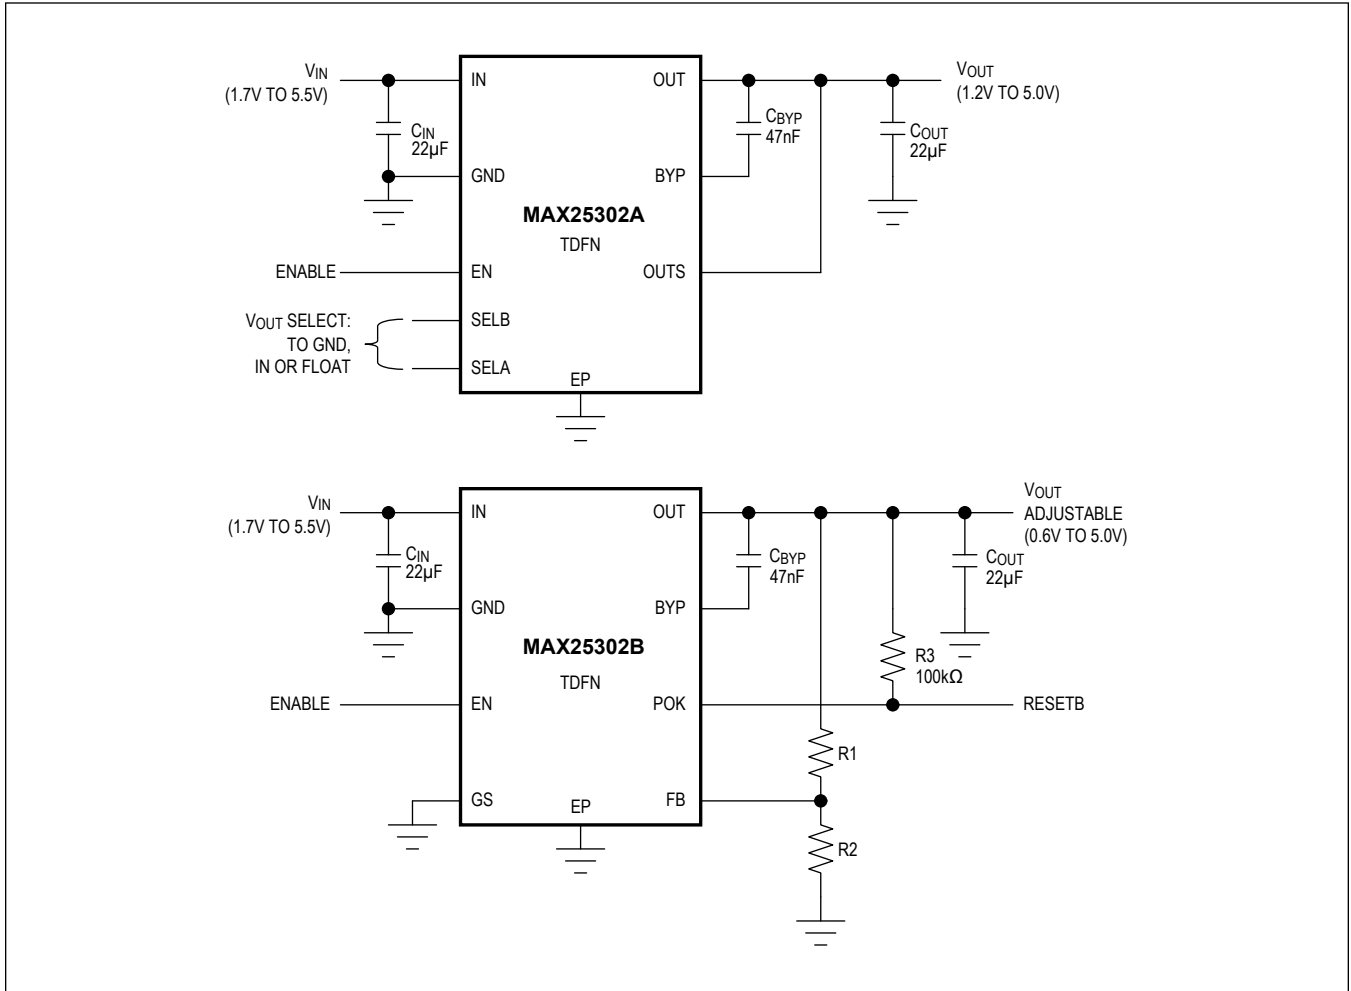 VIN
(1.7V TO 5.5V)
CIN
22µF
IN
GND
EN
SELB
SELA
ENABLE
VOUT SELECT:
TO GND,
IN OR FLOAT
MAX25302A
TDFN
EP
OUT
BYP
OUTS
CBYP
47nF
COUT
22µF
VOUT
(1.2V TO 5.0V)
VIN
(1.7V TO 5.5V)
CIN
22µF
IN
GND
EN
GS
ENABLE
MAX25302B
TDFN
EP
OUT
BYP
POK
FB
CBYP
47nF
COUT
22µF
R3
100kΩ
R1
R2
VOUT
ADJUSTABLE
(0.6V TO 5.0V)
RESETB